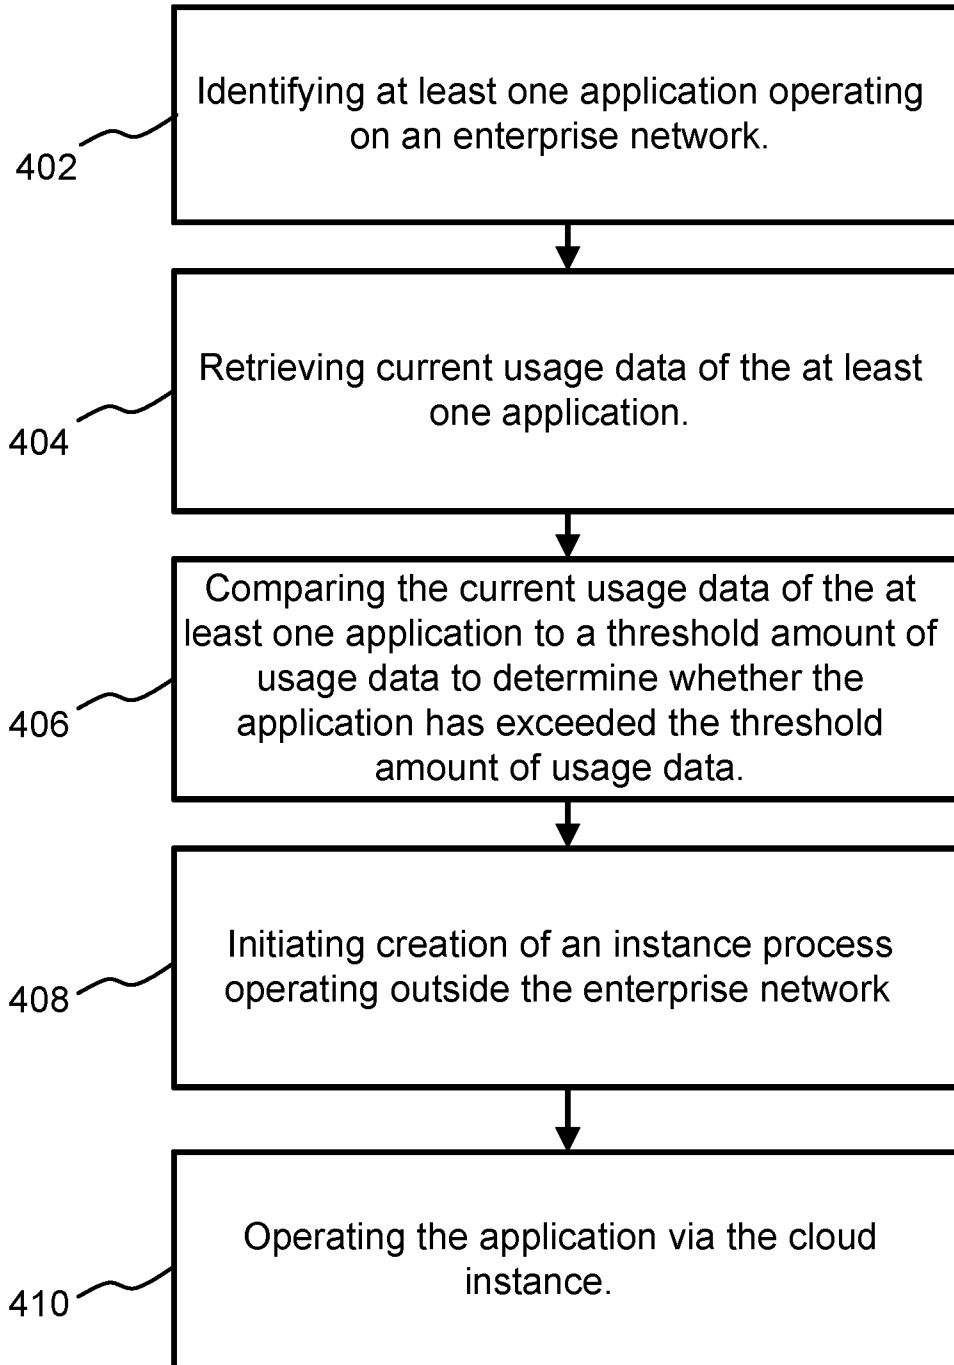 Identifying at least one application operating
on an enterprise network.
402
Retrieving current usage data of the at least
one application.
404
Comparing the current usage data of the at
least one application to a threshold amount of
usage data to determine whether the
application has exceeded the threshold
amount of usage data.
406
Initiating creation of an instance process
operating outside the enterprise network
408
Operating the application via the cloud
instance.
410